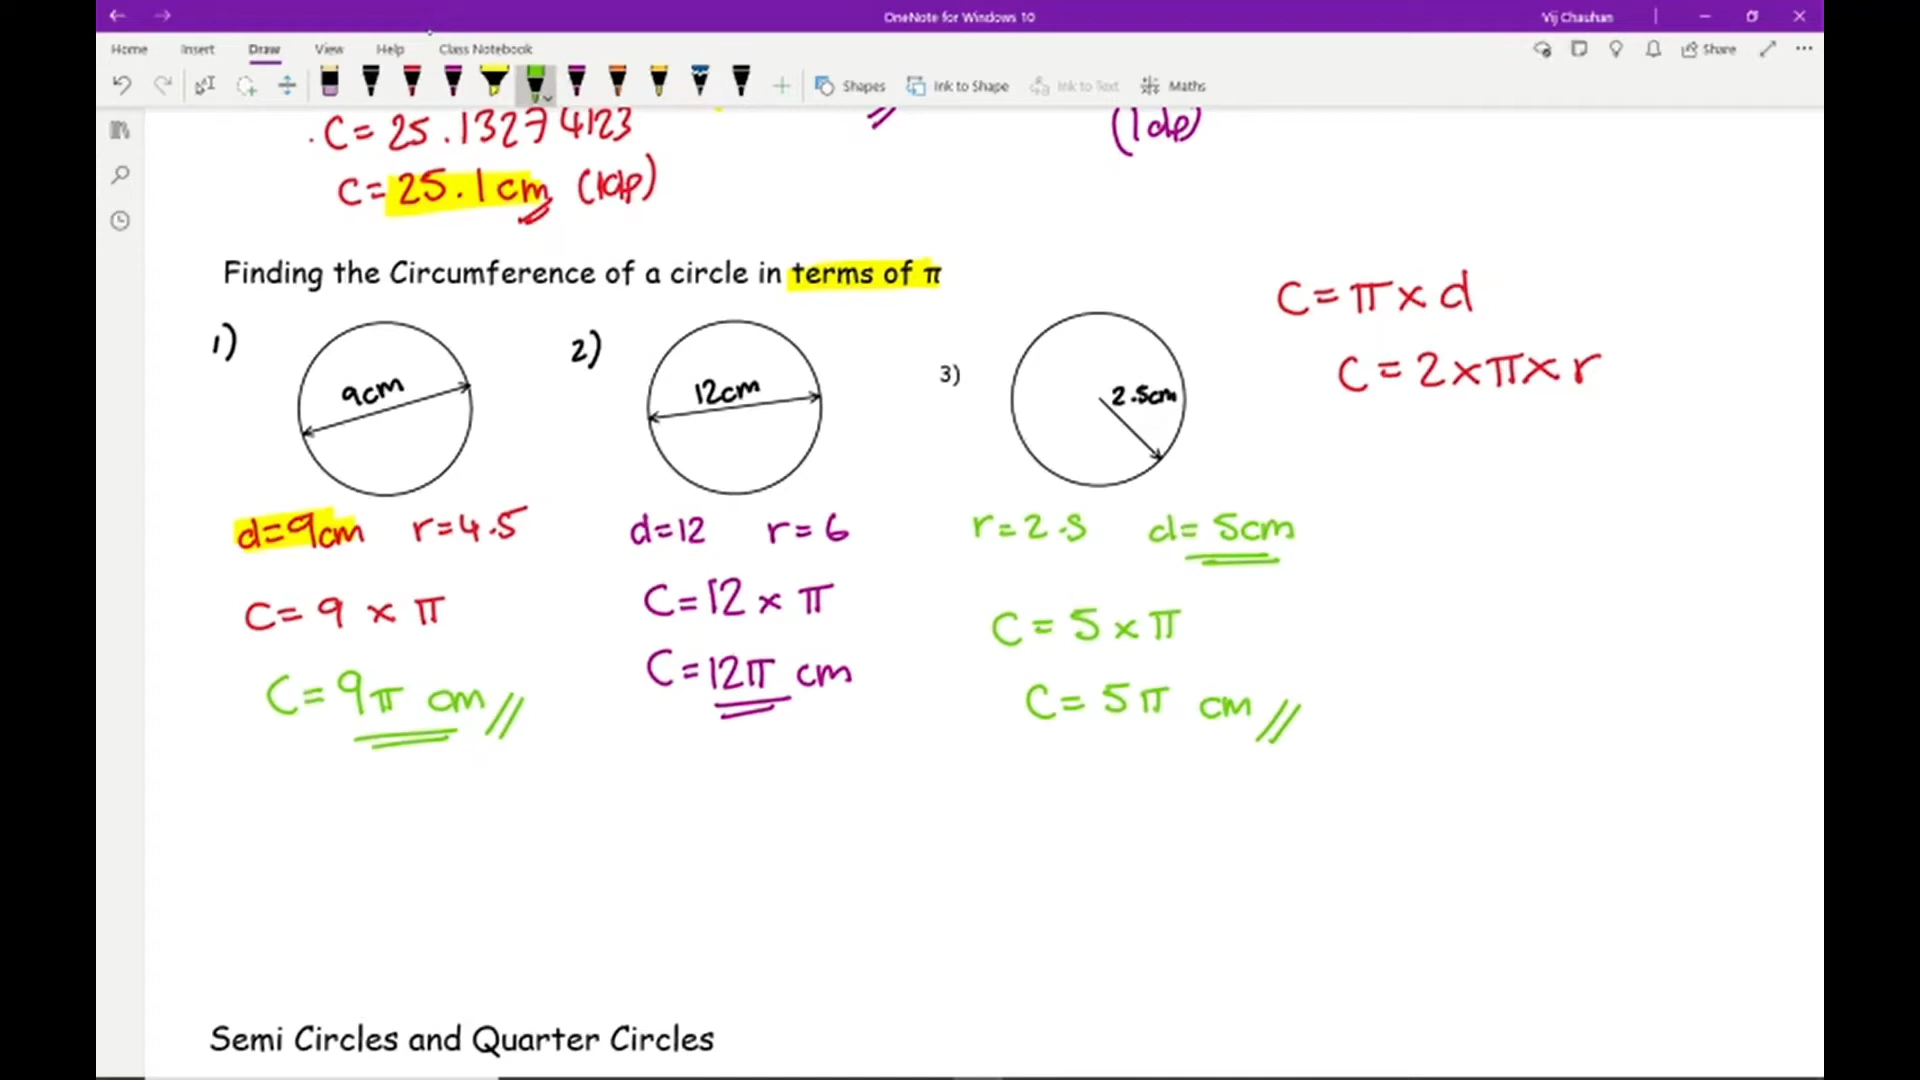 OneNote for Windows 10
Vij Chauhan
Home Insert Draw View Help Class Notebook
Share
Shapes Ink to Shape Ink to Text Maths
C= 25.13274123
(1dp)
C= 25.1cm (1dp)
Finding the Circumference of a circle in terms of π
C=π×d
C = 2×π×r
1)
9cm
2)
12cm
3)
2.5cm
d=9cm r=4.5
d=12 r=6
r=2.5 d= 5cm
C= 9 × π
C=12 × π
C= 5×π
C=9π cm
C=12π cm
C= 5π cm
Semi Circles and Quarter Circles